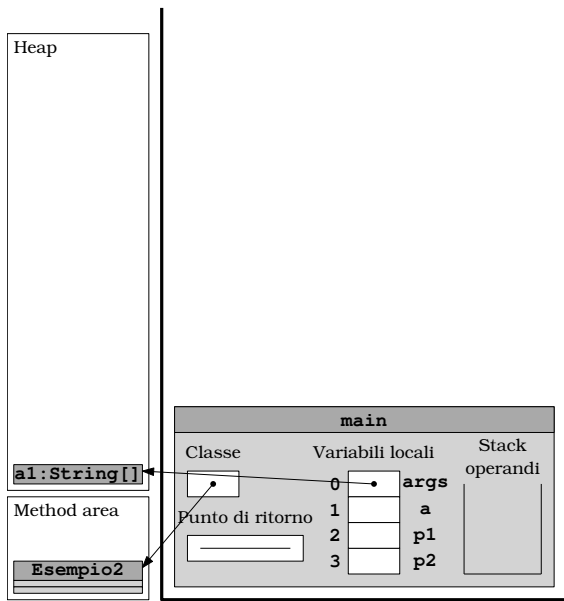 Heap
a1:String[]
Method area
Esempio2
main
Classe
Punto di ritorno
Variabili locali
0 args
1 a
2 p1
3 p2
Stack
operandi